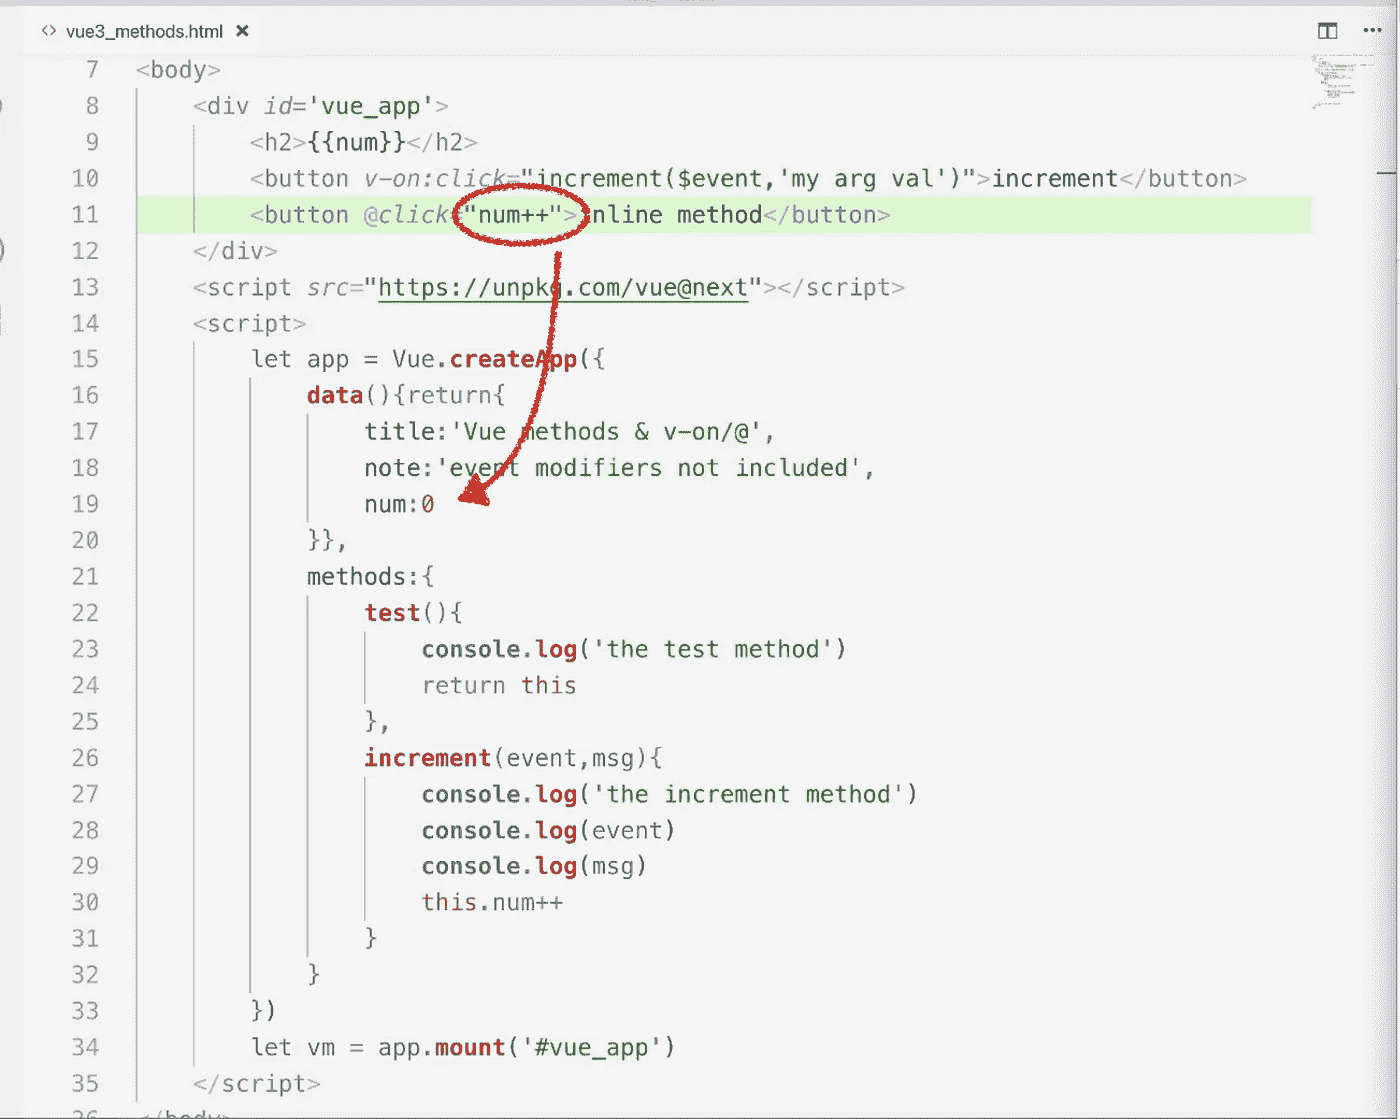 <> vue3_methods.html ×
7 <body>
8 <div id='vue_app'>
9 <h2>{{num}}</h2>
10 <button v-on:click="increment($event,'my arg val')">increment</button>
11 <button @click="num++">inline method</button>
12 </div>
13 <script src="https://unpkg.com/vue@next"></script>
14 <script>
15 let app = Vue.createApp({
16 data(){return{
17 title:'Vue methods & v-on/@',
18 note:'event modifiers not included',
19 num:0
20 }},
21 methods:{
22 test(){
23 console.log('the test method')
24 return this
25 },
26 increment(event,msg){
27 console.log('the increment method')
28 console.log(event)
29 console.log(msg)
30 this.num++
31 }
32 }
33 })
34 let vm = app.mount('#vue_app')
35 </script>
36 </body>